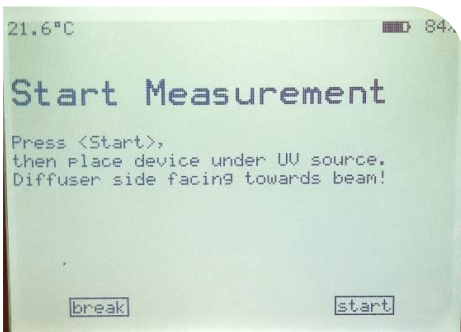 21.6°C 84%
Start Measurement
Press <Start>,
then place device under UV source.
Diffuser side facing towards beam!
break start